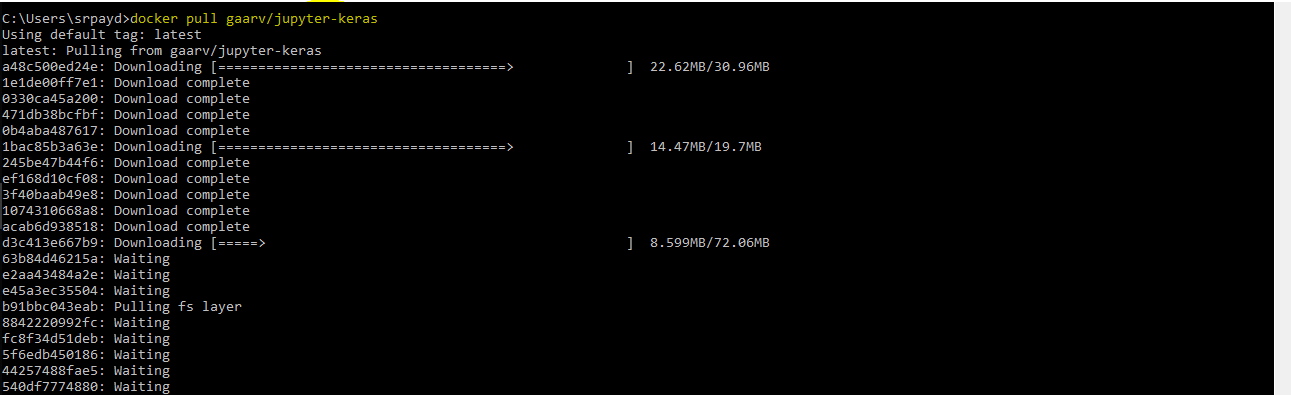 C:\Users\srpayd>docker pull gaarv/jupyter-keras
Using default tag: latest
latest: Pulling from gaarv/jupyter-keras
a48c500ed24e: Downloading [====================================>              ]  22.62MB/30.96MB
1e1de00ff7e1: Download complete
0330ca45a200: Download complete
471db38bcfbf: Download complete
0b4aba487617: Download complete
1bac85b3a63e: Downloading [====================================>              ]  14.47MB/19.7MB
245be47b44f6: Download complete
ef168d10cf08: Download complete
3f40baab49e8: Download complete
1074310668a8: Download complete
acab6d938518: Download complete
d3c413e667b9: Downloading [=====>                                             ]  8.599MB/72.06MB
63b84d46215a: Waiting
e2aa43484a2e: Waiting
e45a3ec35504: Waiting
b91bbc043eab: Pulling fs layer
8842220992fc: Waiting
fc8f34d51deb: Waiting
5f6edb450186: Waiting
44257488fae5: Waiting
540df7774880: Waiting